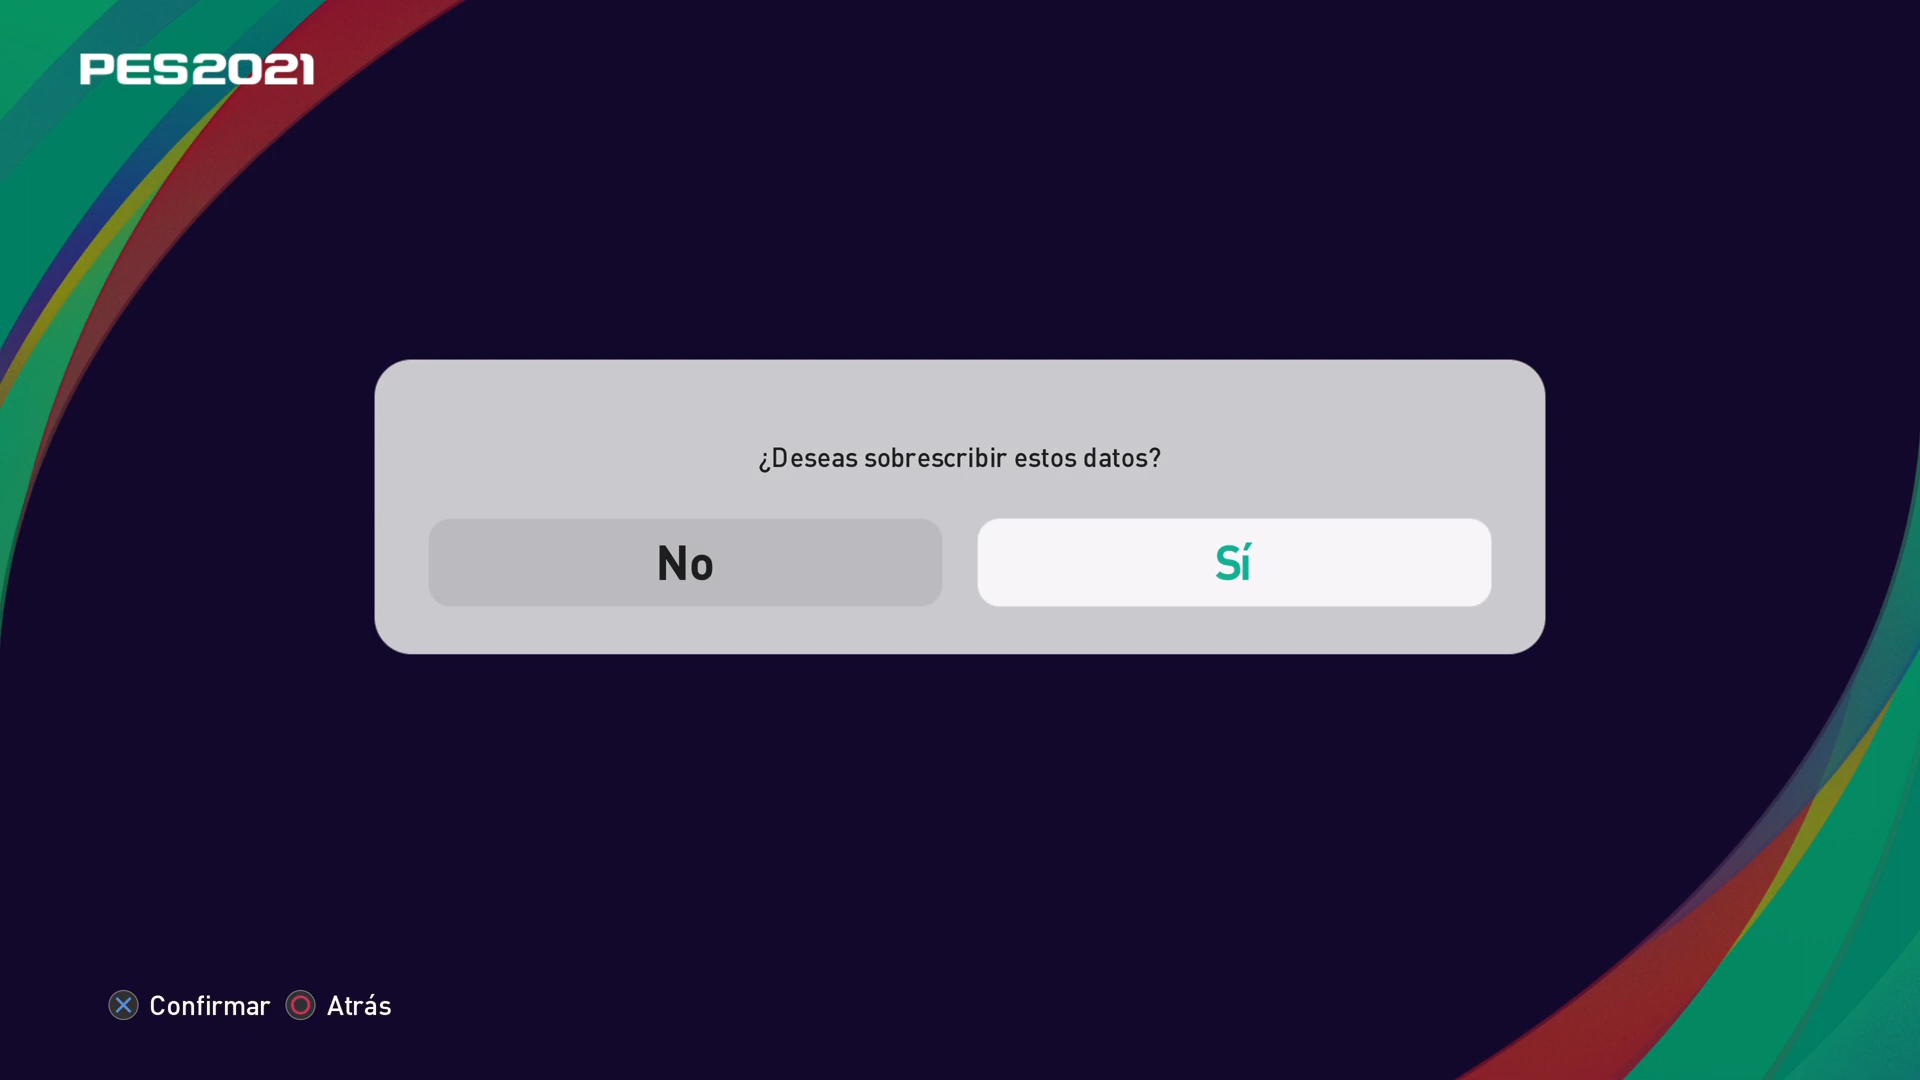 PES2021
¿Deseas sobrescribir estos datos?
No
Sí
Confirmar
Atrás